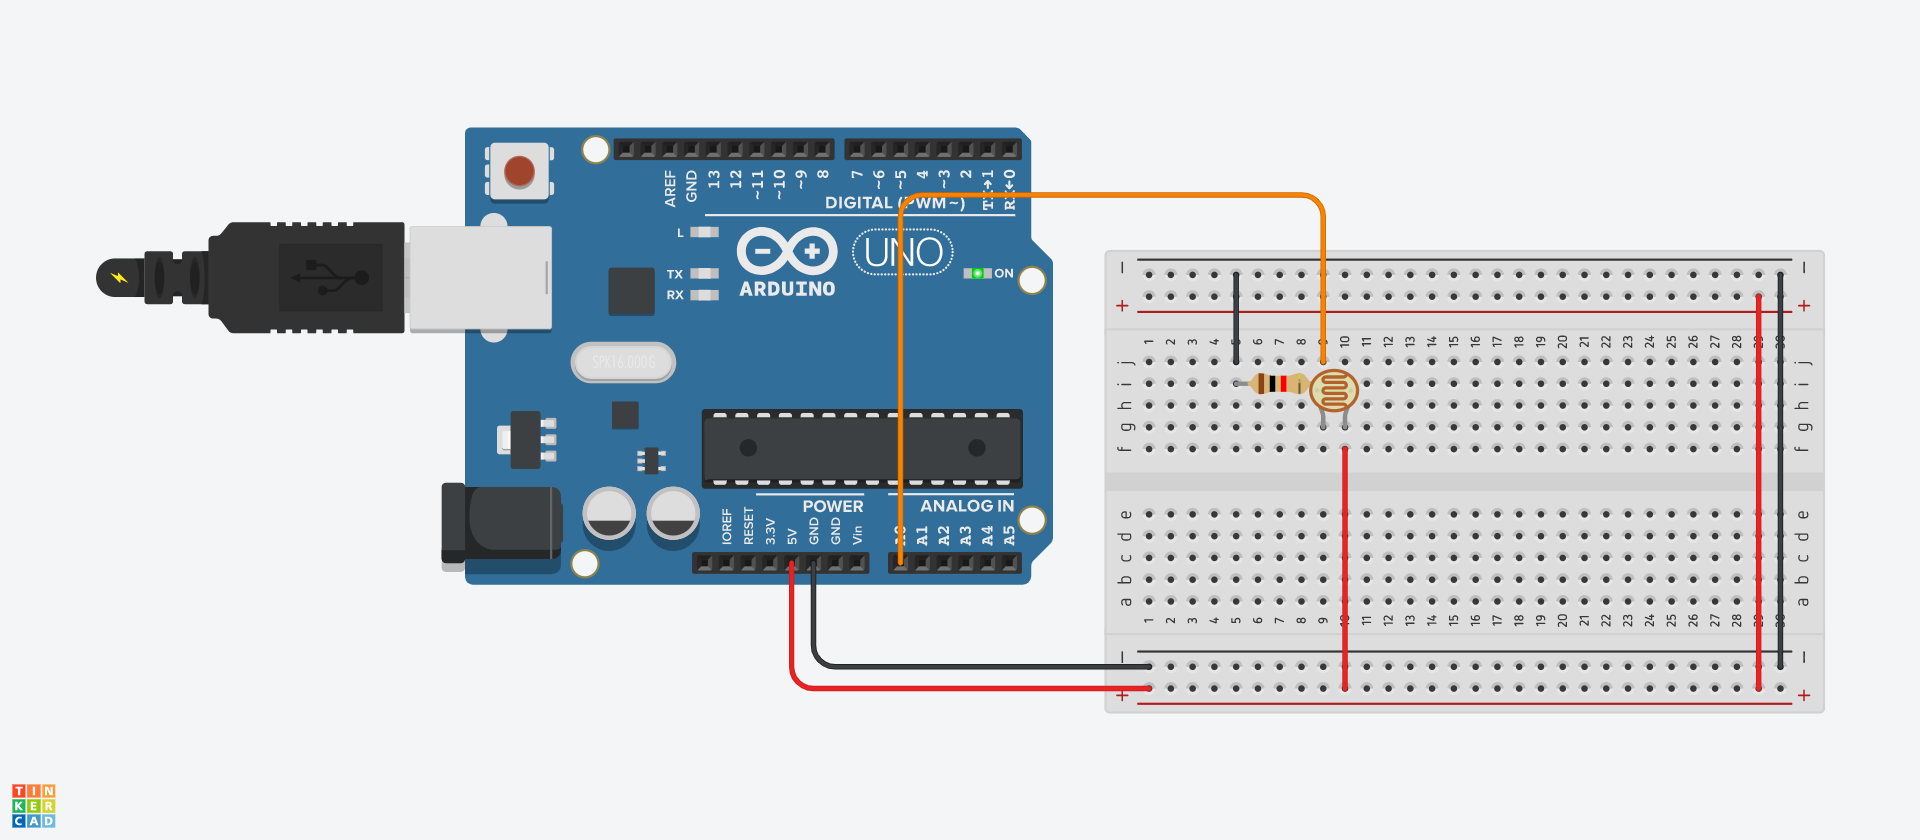 AREF GND 13 12 ~11 ~10 ~9 8 7 ~6 ~5 4 ~3 2 TX→1 RX←0
DIGITAL (PWM~)
L
TX
RX
UNO
ARDUINO
ON
SPK16.000G
POWER
ANALOG IN
IOREF RESET 3.3V 5V GND GND Vin A0 A1 A2 A3 A4 A5
− −
+ +
1 2 3 4 5 6 7 8 9 10 11 12 13 14 15 16 17 18 19 20 21 22 23 24 25 26 27 28 29 30
j j
i i
h h
g g
f f
e e
d d
c c
b b
a a
1 2 3 4 5 6 7 8 9 10 11 12 13 14 15 16 17 18 19 20 21 22 23 24 25 26 27 28 29 30
− −
+ +
TIN
KER
CAD